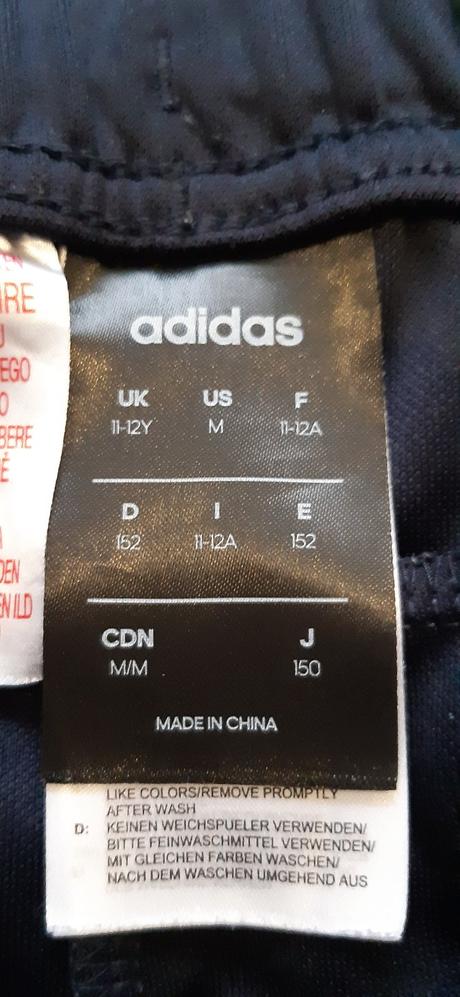 adidas
UK US F
11-12Y M 11-12A
D I E
152 11-12A 152
CDN J
M/M 150
MADE IN CHINA
LIKE COLORS/REMOVE PROMPTLY
AFTER WASH
D: KEINEN WEICHSPUELER VERWENDEN/
BITTE FEINWASCHMITTEL VERWENDEN/
MIT GLEICHEN FARBEN WASCHEN/
NACH DEM WASCHEN UMGEHEND AUS